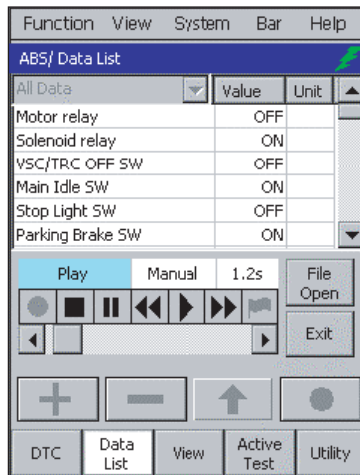 Function View System Bar Help
ABS/ Data List
All Data Value Unit
Motor relay OFF
Solenoid relay ON
VSC/TRC OFF SW OFF
Main Idle SW ON
Stop Light SW OFF
Parking Brake SW ON
Play Manual 1.2s File Open
Exit
DTC Data List View Active Test Utility